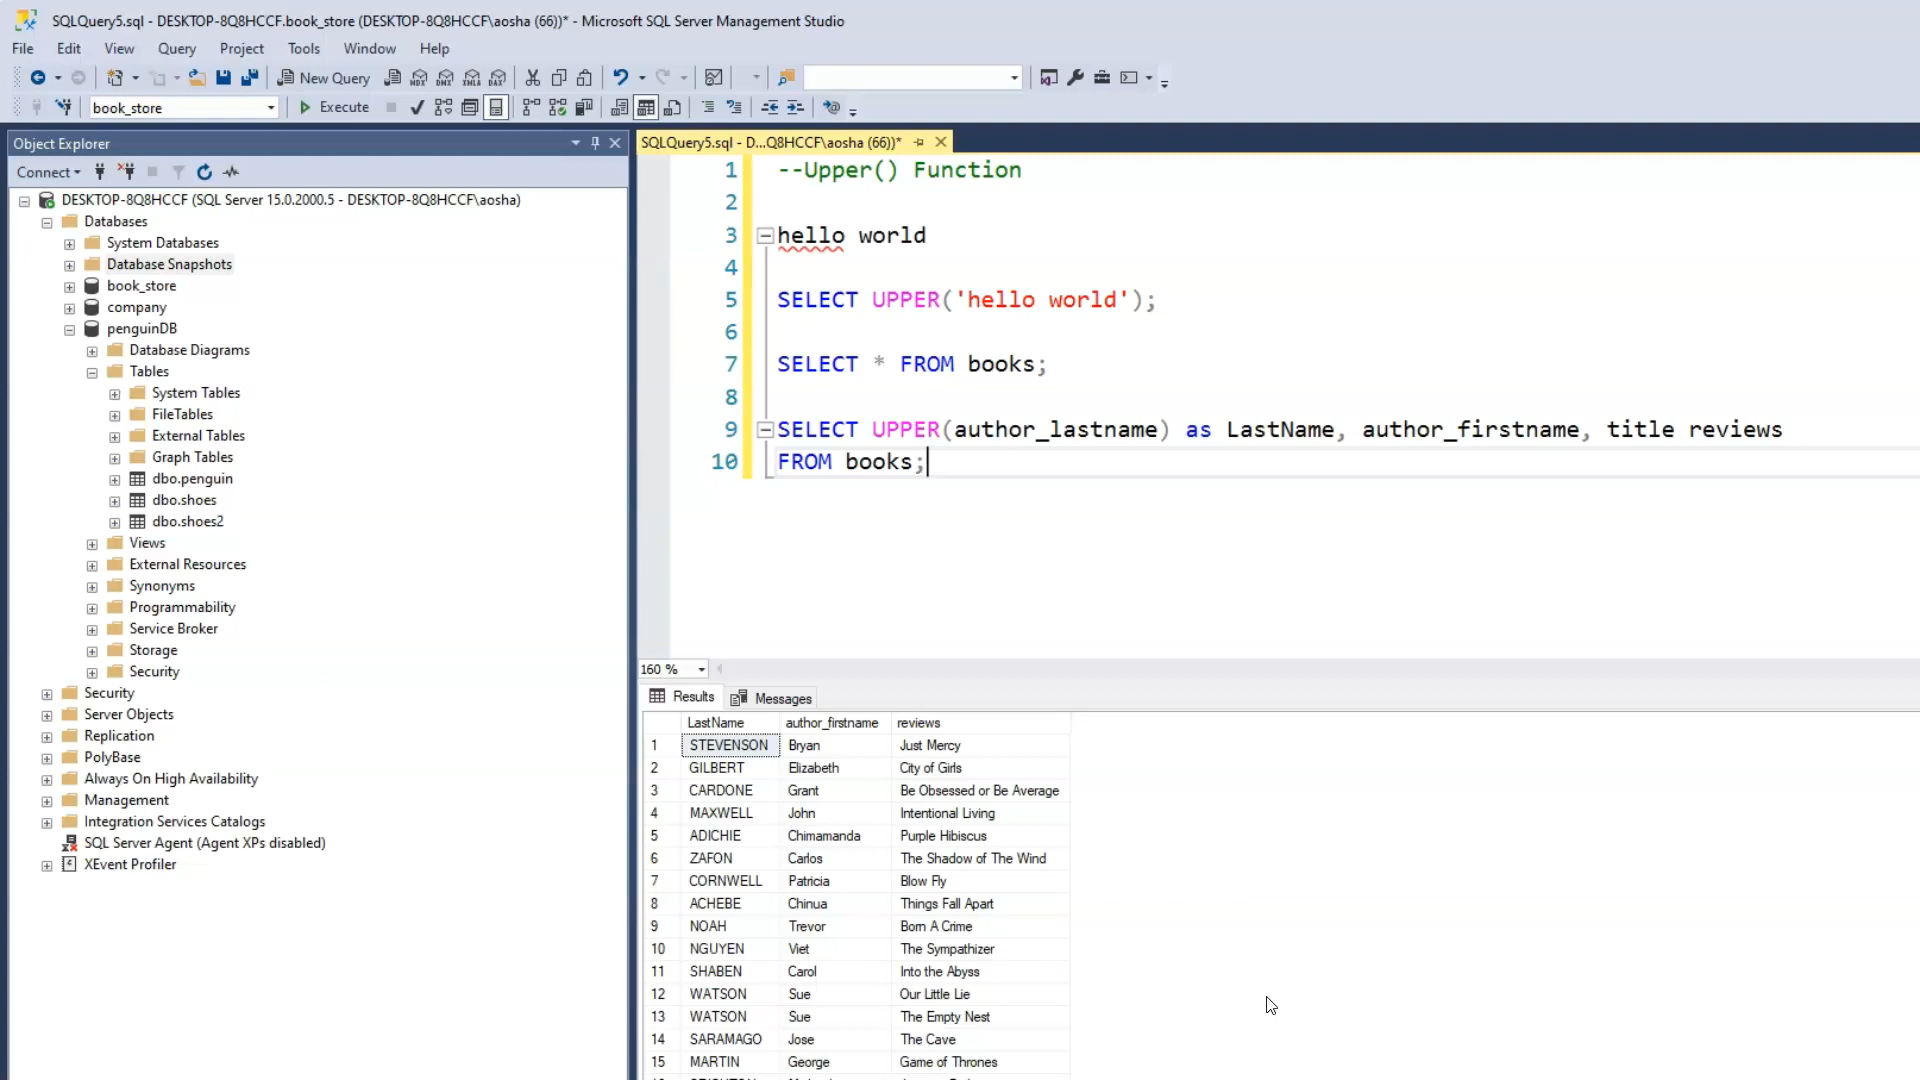 SQLQuery5.sql - DESKTOP-8Q8HCCF.book_store (DESKTOP-8Q8HCCF\aosha (66))* - Microsoft SQL Server Management Studio
File Edit View Query Project Tools Window Help
New Query MDX DMX XMLA DAX
book_store Execute
Object Explorer
Connect
DESKTOP-8Q8HCCF (SQL Server 15.0.2000.5 - DESKTOP-8Q8HCCF\aosha)
Databases
System Databases
Database Snapshots
book_store
company
penguinDB
Database Diagrams
Tables
System Tables
FileTables
External Tables
Graph Tables
dbo.penguin
dbo.shoes
dbo.shoes2
Views
External Resources
Synonyms
Programmability
Service Broker
Storage
Security
Security
Server Objects
Replication
PolyBase
Always On High Availability
Management
Integration Services Catalogs
SQL Server Agent (Agent XPs disabled)
XEvent Profiler
SQLQuery5.sql - D...Q8HCCF\aosha (66))*
1 --Upper() Function
2
3 hello world
4
5 SELECT UPPER('hello world');
6
7 SELECT * FROM books;
8
9 SELECT UPPER(author_lastname) as LastName, author_firstname, title reviews
10 FROM books;
160 %
Results Messages
LastName author_firstname reviews
1 STEVENSON Bryan Just Mercy
2 GILBERT Elizabeth City of Girls
3 CARDONE Grant Be Obsessed or Be Average
4 MAXWELL John Intentional Living
5 ADICHIE Chimamanda Purple Hibiscus
6 ZAFON Carlos The Shadow of The Wind
7 CORNWELL Patricia Blow Fly
8 ACHEBE Chinua Things Fall Apart
9 NOAH Trevor Born A Crime
10 NGUYEN Viet The Sympathizer
11 SHABEN Carol Into the Abyss
12 WATSON Sue Our Little Lie
13 WATSON Sue The Empty Nest
14 SARAMAGO Jose The Cave
15 MARTIN George Game of Thrones